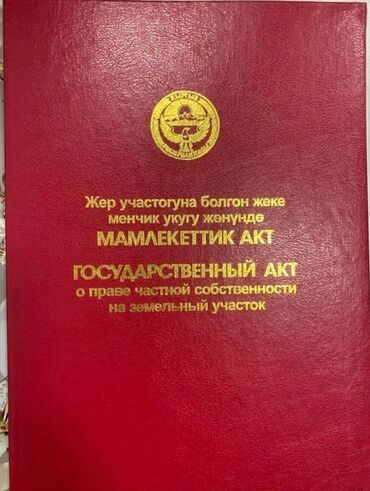 Жер участогуна болгон жеке
менчик укугу жөнүндө
МАМЛЕКЕТТИК АКТ
ГОСУДАРСТВЕННЫЙ АКТ
о праве частной собственности
на земельный участок